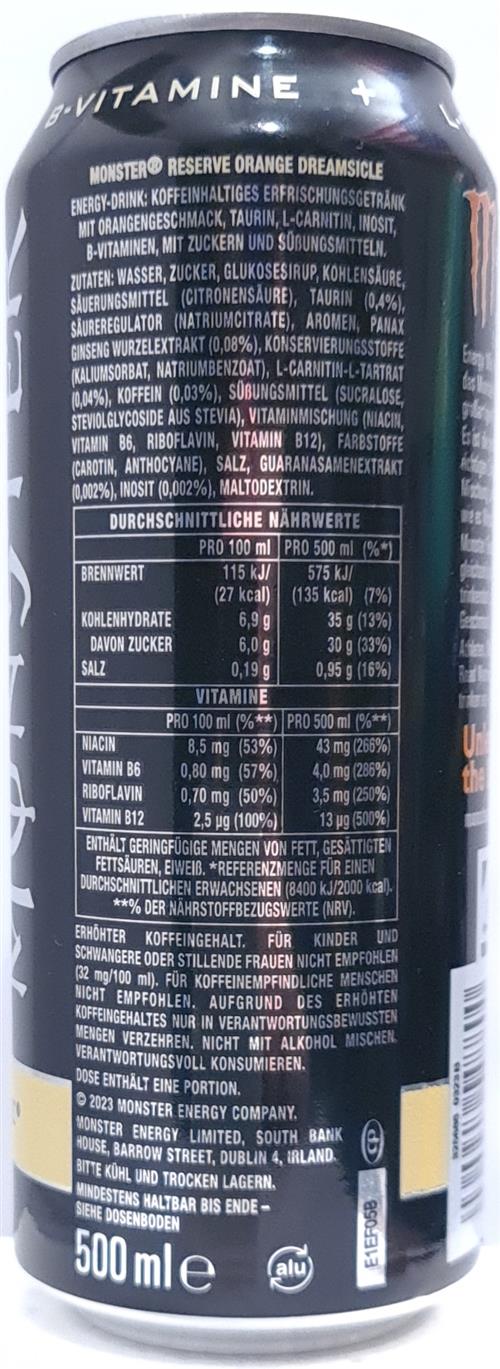 B-VITAMINE + L-
MONSTER® RESERVE ORANGE DREAMSICLE
ENERGY-DRINK: KOFFEINHALTIGES ERFRISCHUNGSGETRÄNK
MIT ORANGENGESCHMACK, TAURIN, L-CARNITIN, INOSIT,
B-VITAMINEN, MIT ZUCKERN UND SÜßUNGSMITTELN.
ZUTATEN: WASSER, ZUCKER, GLUKOSESIRUP, KOHLENSÄURE,
SÄUERUNGSMITTEL (CITRONENSÄURE), TAURIN (0,4%),
SÄUREREGULATOR (NATRIUMCITRATE), AROMEN, PANAX
GINSENG WURZELEXTRAKT (0,08%), KONSERVIERUNGSSTOFFE
(KALIUMSORBAT, NATRIUMBENZOAT), L-CARNITIN-L-TARTRAT
(0,04%), KOFFEIN (0,03%), SÜßUNGSMITTEL (SUCRALOSE,
STEVIOLGLYCOSIDE AUS STEVIA), VITAMINMISCHUNG (NIACIN,
VITAMIN B6, RIBOFLAVIN, VITAMIN B12), FARBSTOFFE
(CAROTIN, ANTHOCYANE), SALZ, GUARANASAMENEXTRAKT
(0,002%), INOSIT (0,002%), MALTODEXTRIN.
DURCHSCHNITTLICHE NÄHRWERTE
PRO 100 ml PRO 500 ml (%*)
BRENNWERT 115 kJ/ 575 kJ/
(27 kcal) (135 kcal) (7%)
KOHLENHYDRATE 6,9 g 35 g (13%)
DAVON ZUCKER 6,0 g 30 g (33%)
SALZ 0,19 g 0,95 g (16%)
VITAMINE
PRO 100 ml (%**) PRO 500 ml (%**)
NIACIN 8,5 mg (53%) 43 mg (266%)
VITAMIN B6 0,80 mg (57%) 4,0 mg (286%)
RIBOFLAVIN 0,70 mg (50%) 3,5 mg (250%)
VITAMIN B12 2,5 µg (100%) 13 µg (500%)
ENTHÄLT GERINGFÜGIGE MENGEN VON FETT, GESÄTTIGTEN
FETTSÄUREN, EIWEIß. *REFERENZMENGE FÜR EINEN
DURCHSCHNITTLICHEN ERWACHSENEN (8400 kJ/2000 kcal).
**% DER NÄHRSTOFFBEZUGSWERTE (NRV).
ERHÖHTER KOFFEINGEHALT. FÜR KINDER UND
SCHWANGERE ODER STILLENDE FRAUEN NICHT EMPFOHLEN
(32 mg/100 ml). FÜR KOFFEINEMPFINDLICHE MENSCHEN
NICHT EMPFOHLEN. AUFGRUND DES ERHÖHTEN
KOFFEINGEHALTES NUR IN VERANTWORTUNGSBEWUSSTEN
MENGEN VERZEHREN. NICHT MIT ALKOHOL MISCHEN.
VERANTWORTUNGSVOLL KONSUMIEREN.
DOSE ENTHÄLT EINE PORTION.
© 2023 MONSTER ENERGY COMPANY.
MONSTER ENERGY LIMITED, SOUTH BANK
HOUSE, BARROW STREET, DUBLIN 4, IRLAND.
BITTE KÜHL UND TROCKEN LAGERN.
MINDESTENS HALTBAR BIS ENDE –
SIEHE DOSENBODEN
500 ml e
alu
E1EF05B